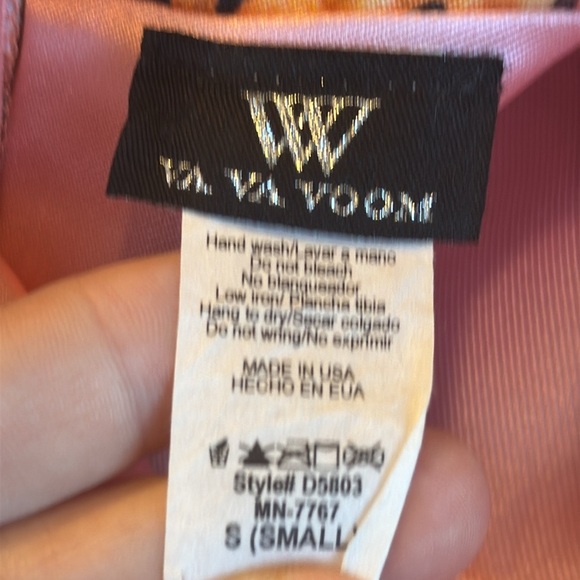 VA VA VOOM
Hand wash/Lavar a mano
Do not bleach
No blanqueador
Low iron/ Plancha tibia
Hang to dry/Secar colgado
Do not wring/No exprimir
MADE IN USA
HECHO EN EUA
Style# D5803
MN-7767
S (SMALL)